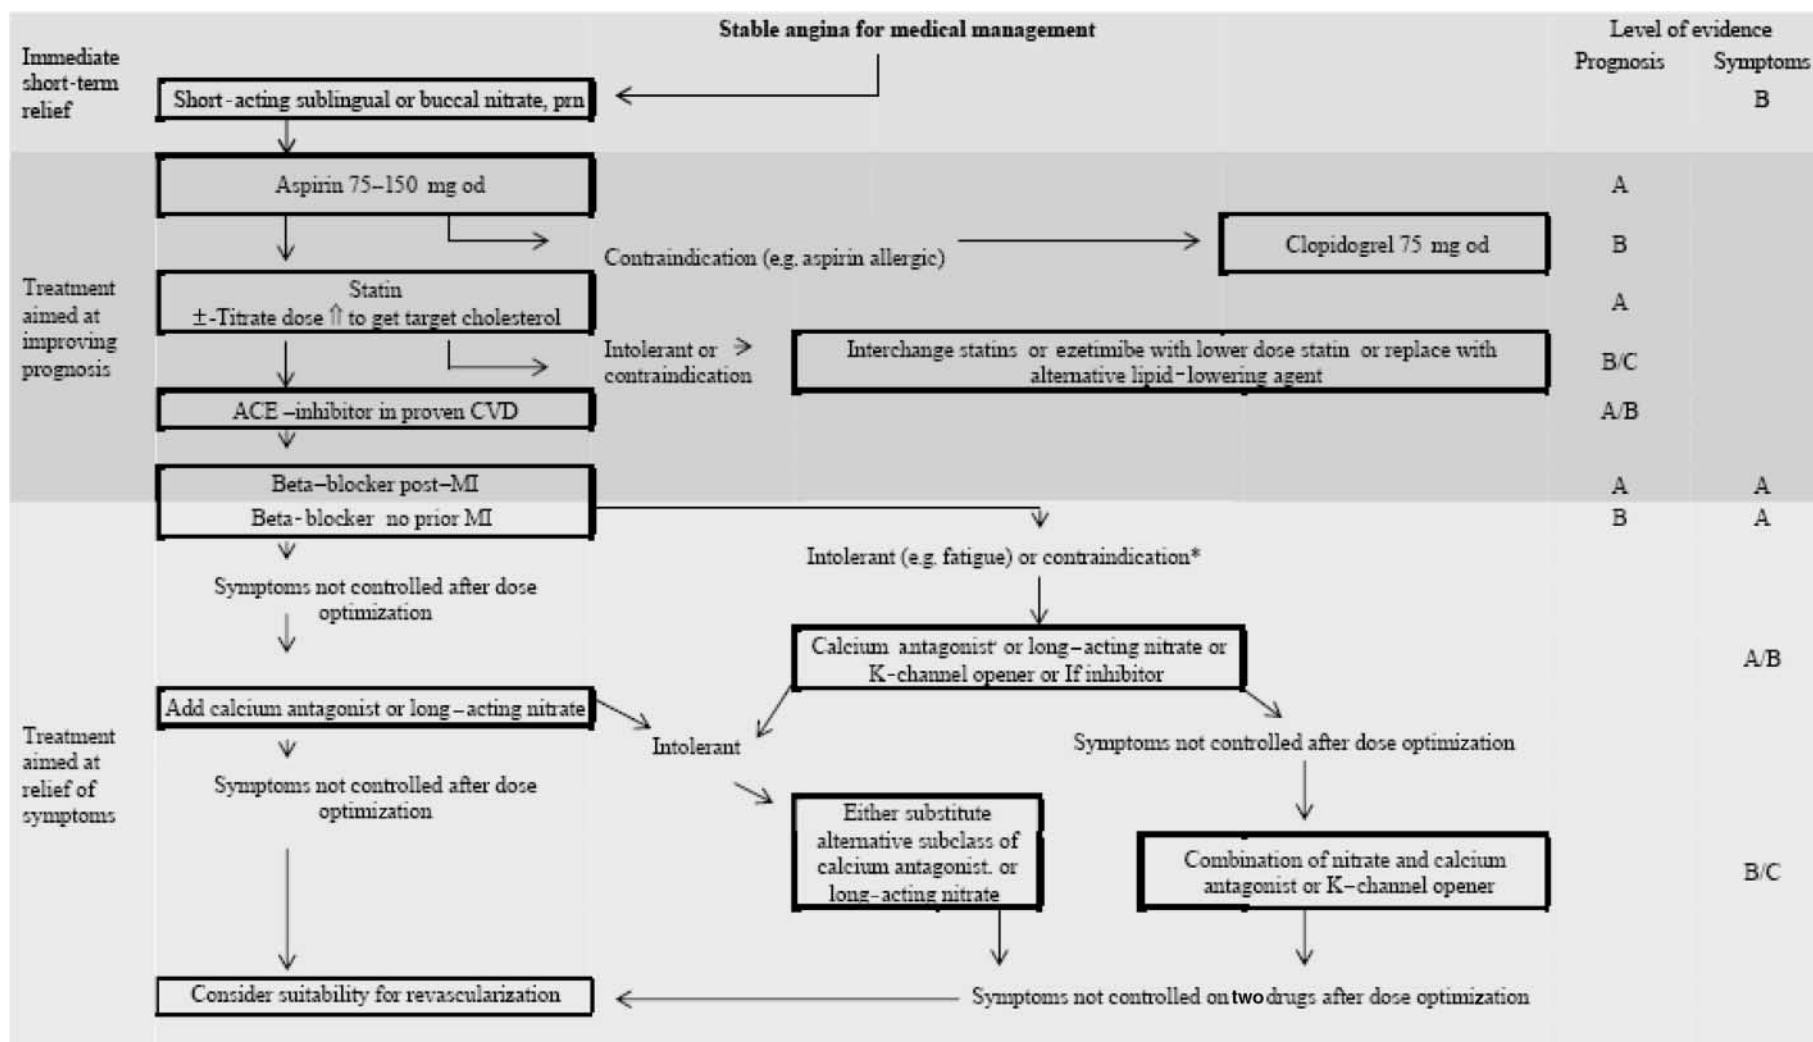 Stable angina for medical management
Level of evidence
Prognosis Symptoms
Immediate
short-term
relief
Short-acting sublingual or buccal nitrate, prn
B
Aspirin 75–150 mg od
A
Contraindication (e.g. aspirin allergic)
Clopidogrel 75 mg od
B
Treatment
aimed at
improving
prognosis
Statin
±-Titrate dose ⇑ to get target cholesterol
A
Intolerant or
contraindication
Interchange statins or ezetimibe with lower dose statin or replace with
alternative lipid-lowering agent
B/C
ACE –inhibitor in proven CVD
A/B
Beta–blocker post–MI
A A
Beta-blocker no prior MI
B A
Intolerant (e.g. fatigue) or contraindication*
Symptoms not controlled after dose
optimization
Calcium antagonist or long–acting nitrate or
K-channel opener or If inhibitor
A/B
Treatment
aimed at
relief of
symptoms
Add calcium antagonist or long–acting nitrate
Intolerant
Symptoms not controlled after dose optimization
Symptoms not controlled after dose
optimization
Either substitute
alternative subclass of
calcium antagonist. or
long-acting nitrate
Combination of nitrate and calcium
antagonist or K–channel opener
B/C
Consider suitability for revascularization
Symptoms not controlled on two drugs after dose optimization